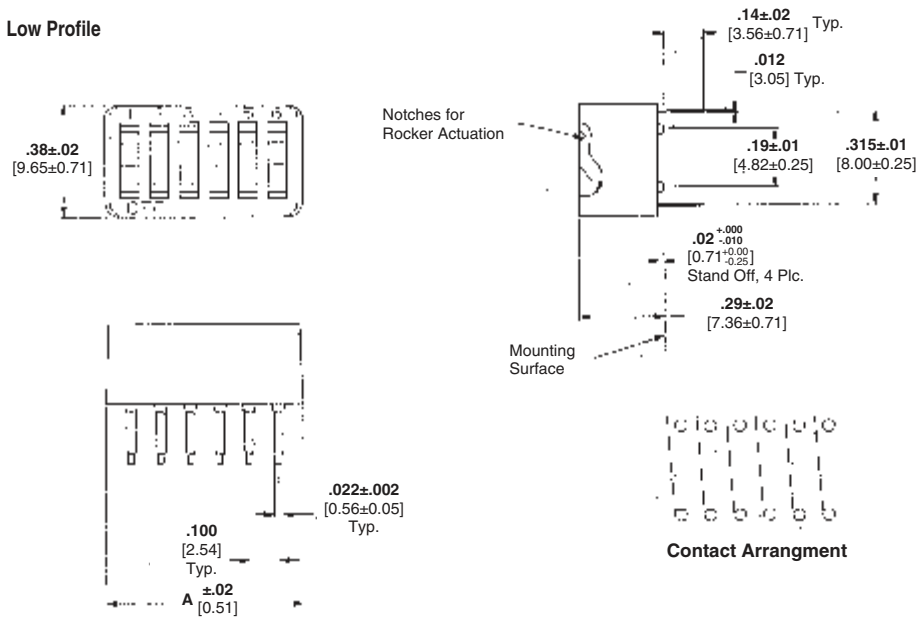 Low Profile
.38±.02
[9.65±0.71]
Notches for
Rocker Actuation
.14±.02 Typ.
[3.56±0.71]
.012
[3.05] Typ.
.19±.01
[4.82±0.25]
.315±.01
[8.00±0.25]
.02 +.000 -.010
[0.71 +0.00 -0.25]
Stand Off, 4 Plc.
.29±.02
[7.36±0.71]
Mounting
Surface
.022±.002
[0.56±0.05]
Typ.
.100
[2.54]
Typ.
A ±.02
[0.51]
Contact Arrangment